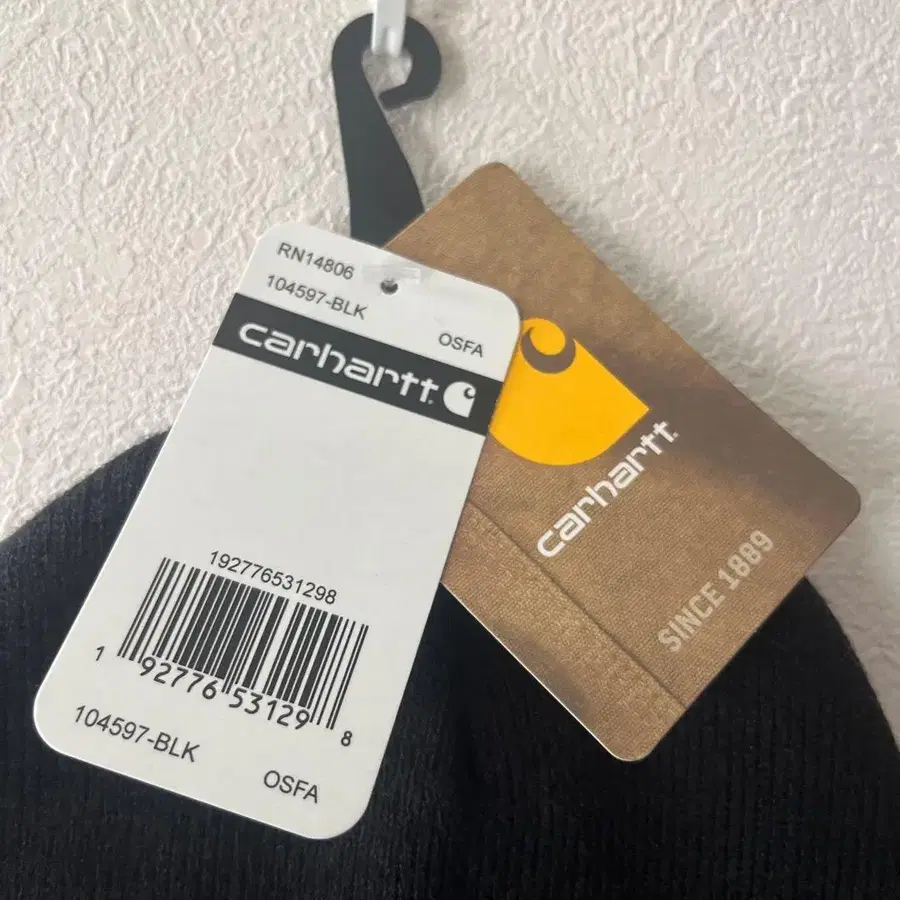 RN14806
104597-BLK
OSFA
carhartt.
192776531298
1 92776 53129 8
104597-BLK
OSFA
carhartt.
SINCE 1889